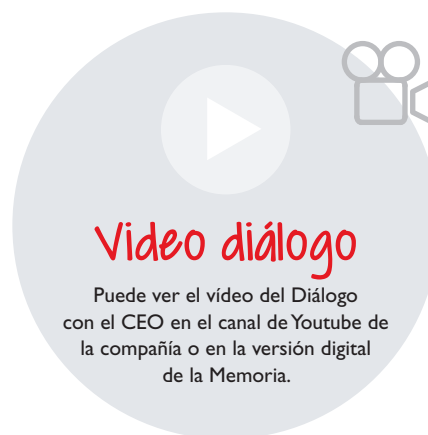 Video diálogo
Puede ver el vídeo del Diálogo
con el CEO en el canal de Youtube de
la compañía o en la versión digital
de la Memoria.